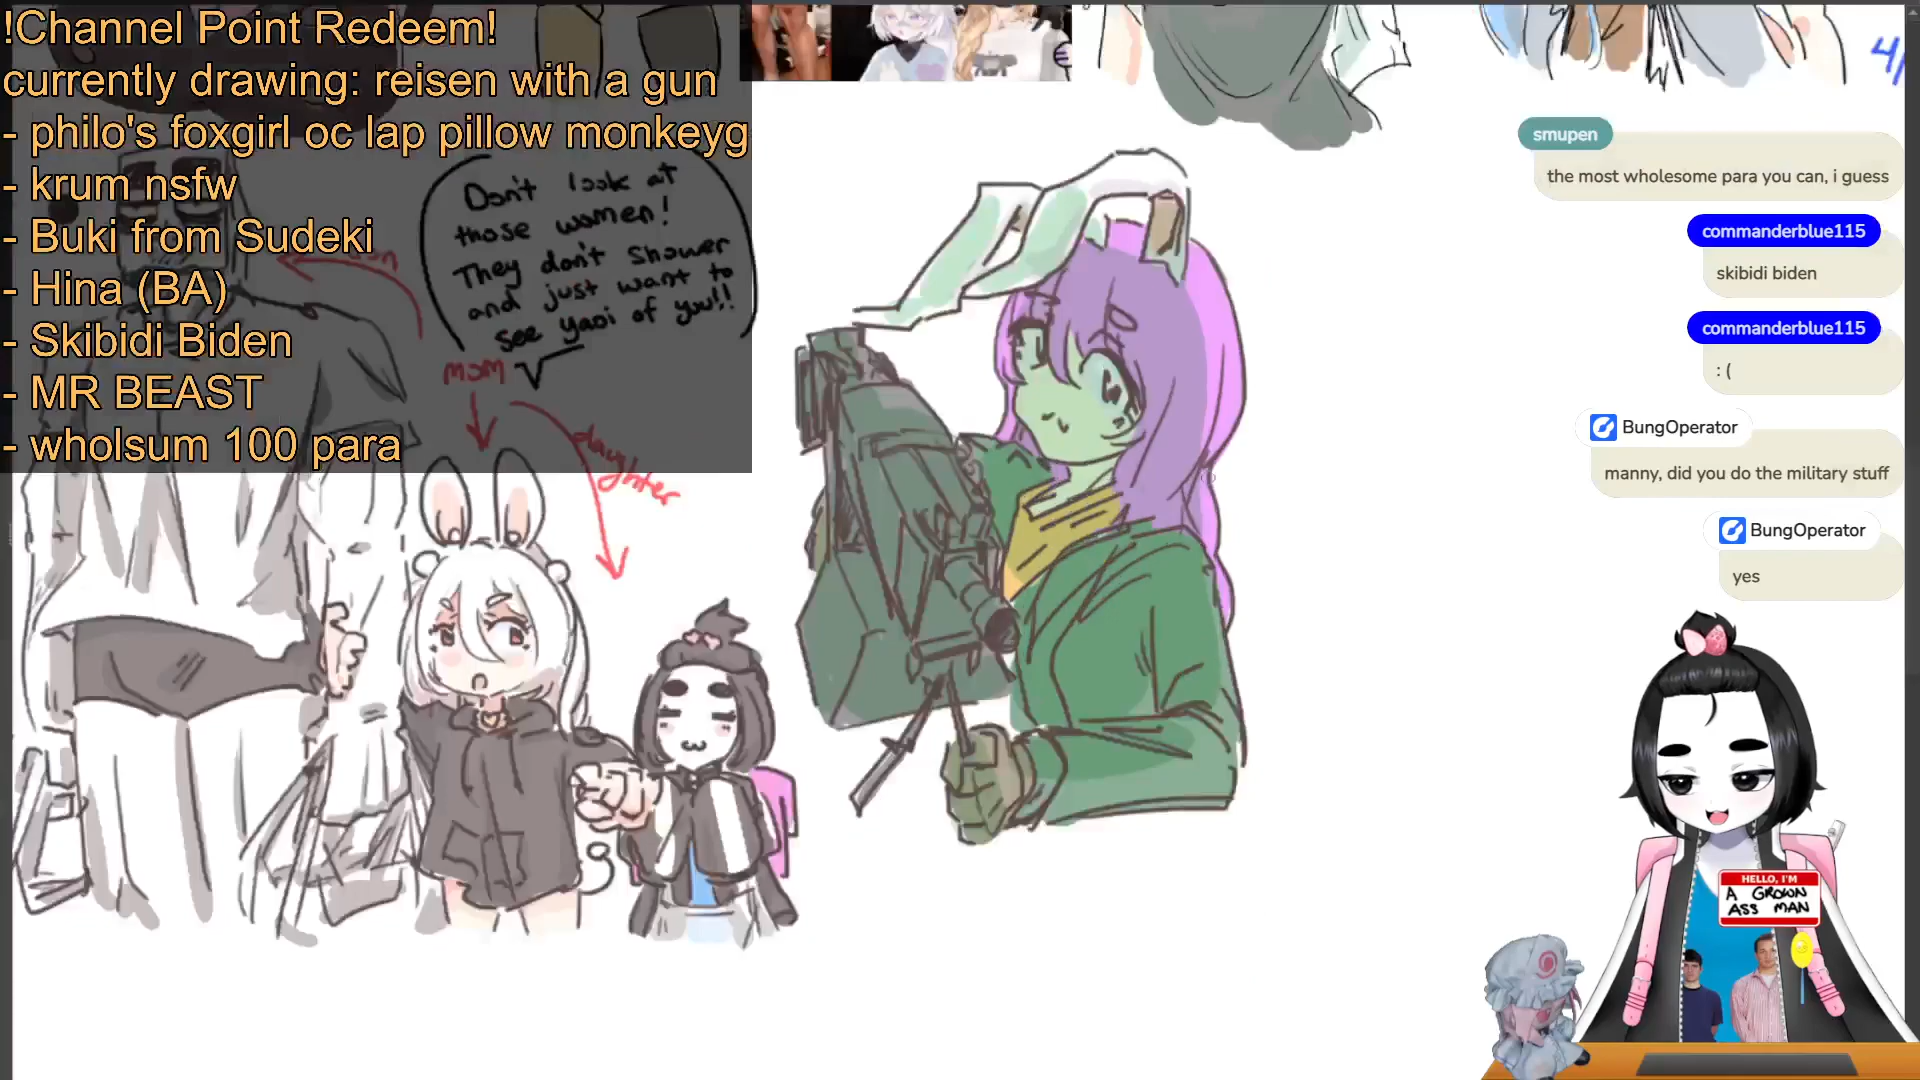 !Channel Point Redeem!
currently drawing: reisen with a gun
- philo's foxgirl oc lap pillow monkeyg
- krum nsfw
- Buki from Sudeki
- Hina (BA)
- Skibidi Biden
- MR BEAST
- wholsum 100 para
Don't look at
those women!
They don't shower
and just want to
see yaoi of you!!
mom
daughter
4/
smupen
the most wholesome para you can, i guess
commanderblue115
skibidi biden
commanderblue115
: (
BungOperator
manny, did you do the military stuff
BungOperator
yes
HELLO, I'M
A GROWN
ASS MAN